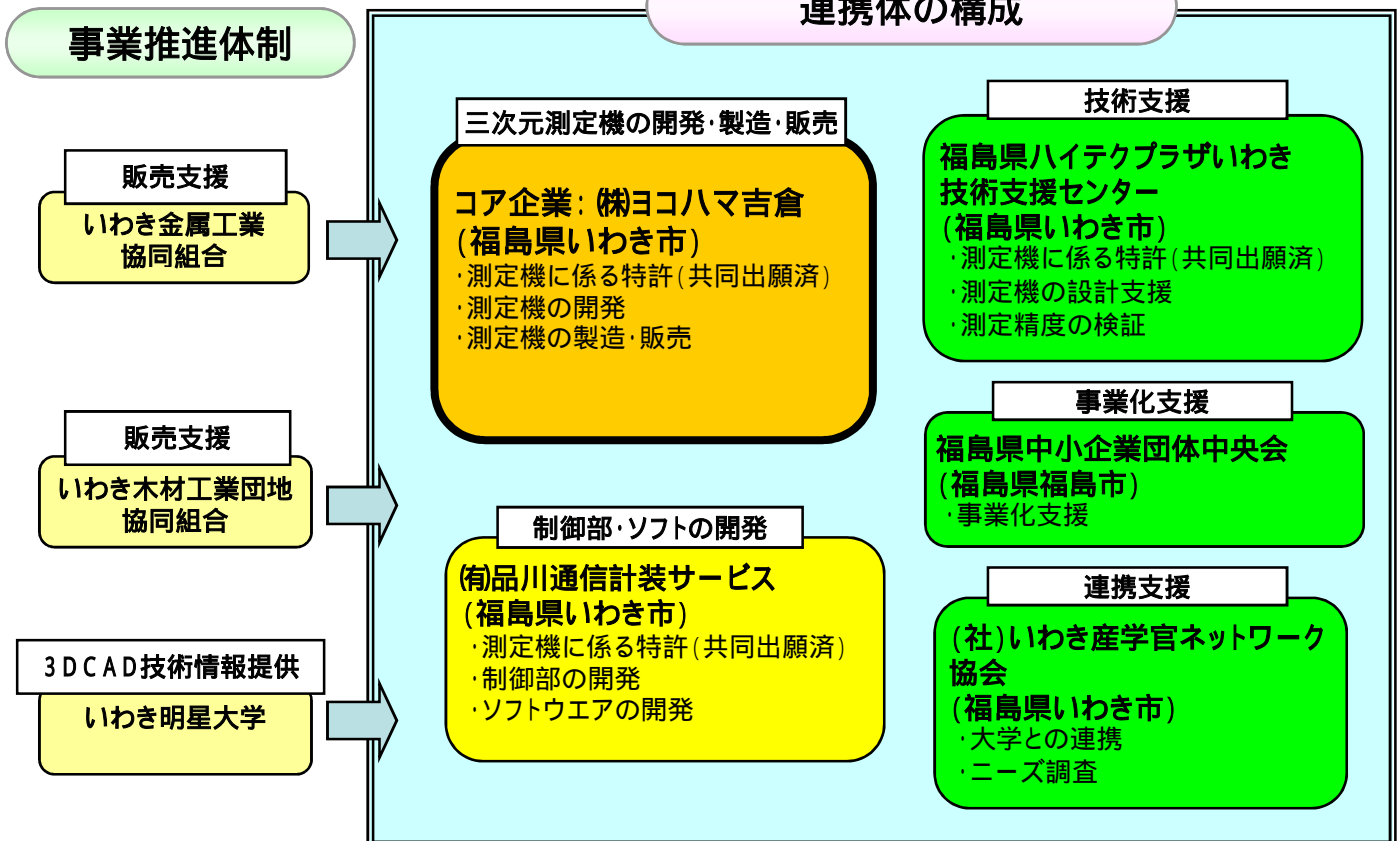 事業推進体制
連携体の構成
販売支援
いわき金属工業
協同組合
販売支援
いわき木材工業団地
協同組合
3DCAD技術情報提供
いわき明星大学
三次元測定機の開発･製造･販売
コア企業：㈱ヨコハマ吉倉
(福島県いわき市)
･測定機に係る特許(共同出願済)
･測定機の開発
･測定機の製造･販売
制御部･ソフトの開発
㈲品川通信計装サービス
(福島県いわき市)
･測定機に係る特許(共同出願済)
･制御部の開発
･ソフトウエアの開発
技術支援
福島県ハイテクプラザいわき
技術支援センター
(福島県いわき市)
･測定機に係る特許(共同出願済)
･測定機の設計支援
･測定精度の検証
事業化支援
福島県中小企業団体中央会
(福島県福島市)
･事業化支援
連携支援
(社)いわき産学官ネットワーク
協会
(福島県いわき市)
･大学との連携
･ニーズ調査